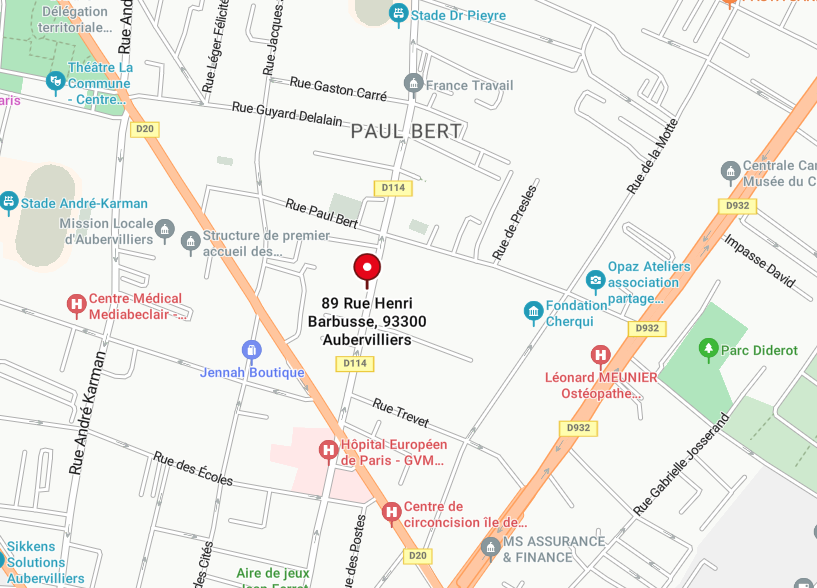 Délégation
territoriale...
Stade Dr Pieyre
Rue André
Rue Léger Félicité
Rue Jacques
Théâtre La
Commune
- Centre...
aris
Rue Gaston Carré
France Travail
Rue Guyard Delalain
PAUL BERT
D20
Rue de la Motte
Centrale Car
Musée du C
D114
Stade André-Karman
D932
Mission Locale
d'Aubervilliers
Structure de premier
accueil des...
Rue Paul Bert
Rue de Presles
Impasse David
Opaz Ateliers
association
partage...
Centre Médical
Mediabeclair -...
89 Rue Henri
Barbusse, 93300
Aubervilliers
Fondation
Cherqui
D932
Parc Diderot
Jennah Boutique
D114
Léonard MEUNIER
Ostéopathe...
Rue André Karman
Rue Trevet
D932
Hôpital Européen
de Paris - GVM...
Rue des Écoles
Rue Gabrielle Josserand
Centre de
circoncision île de...
MS ASSURANCE
& FINANCE
Sikkens
Solutions
Aubervilliers
des Cités
ue des Postes
D20
Aire de jeux